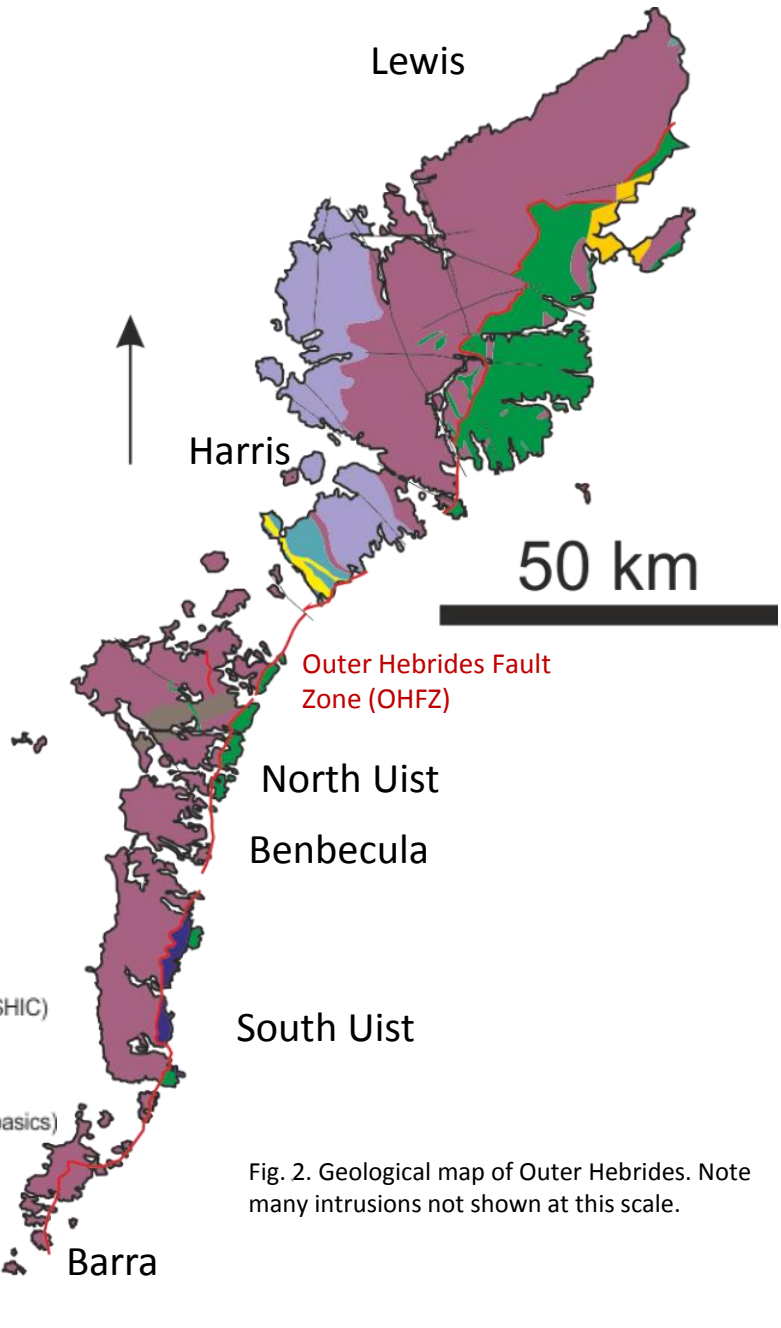 Lewis
Harris
50 km
Outer Hebrides Fault
Zone (OHFZ)
North Uist
Benbecula
SHIC)
South Uist
basics)
Fig. 2. Geological map of Outer Hebrides. Note
many intrusions not shown at this scale.
Barra